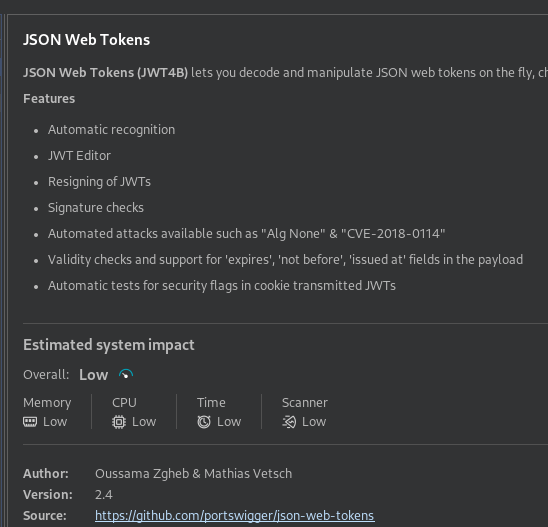 JSON Web Tokens
JSON Web Tokens (JWT4B) lets you decode and manipulate JSON web tokens on the fly,
Features
• Automatic recognition
• JWT Editor
• Resigning of JWTs
• Signature checks
• Automated attacks available such as "Alg None" & "CVE-2018-0114"
• Validity checks and support for 'expires', 'not before', 'issued at' fields in the payload
• Automatic tests for security flags in cookie transmitted JWTs
Estimated system impact
Overall: Low
Memory CPU Time Scanner
Low Low Low Low
Author: Oussama Zgheb & Mathias Vetsch
Version: 2.4
Source: https://github.com/portswigger/json-web-tokens